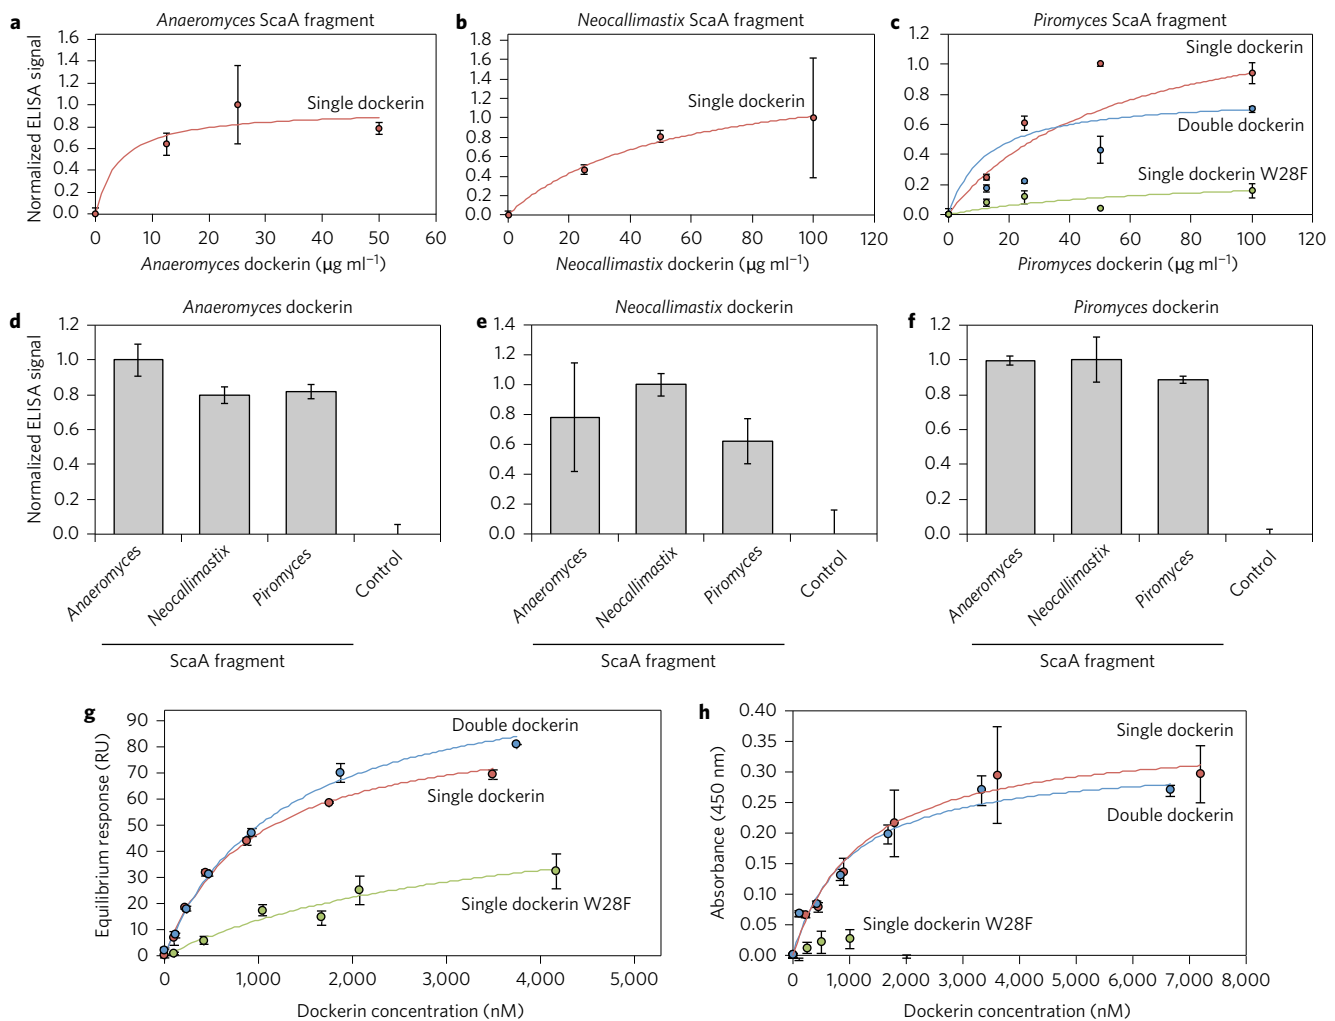 a
Anaeromyces ScaA fragment
Normalized ELISA signal
1.6
1.4
1.2
1.0
0.8
0.6
0.4
0.2
0.0
Single dockerin
0 10 20 30 40 50 60
Anaeromyces dockerin (μg ml⁻¹)
b
Neocallimastix ScaA fragment
1.8
1.6
1.4
1.2
1.0
0.8
0.6
0.4
0.2
0.0
Single dockerin
0 20 40 60 80 100 120
Neocallimastix dockerin (μg ml⁻¹)
c
Piromyces ScaA fragment
1.2
1.0
0.8
0.6
0.4
0.2
0.0
Single dockerin
Double dockerin
Single dockerin W28F
0 20 40 60 80 100 120
Piromyces dockerin (μg ml⁻¹)
d
Anaeromyces dockerin
Normalized ELISA signal
1.2
1.0
0.8
0.6
0.4
0.2
0.0
Anaeromyces
Neocallimastix
Piromyces
Control
ScaA fragment
e
Neocallimastix dockerin
1.4
1.2
1.0
0.8
0.6
0.4
0.2
0.0
Anaeromyces
Neocallimastix
Piromyces
Control
ScaA fragment
f
Piromyces dockerin
1.2
1.0
0.8
0.6
0.4
0.2
0.0
Anaeromyces
Neocallimastix
Piromyces
Control
ScaA fragment
g
Equilibrium response (RU)
90
80
70
60
50
40
30
20
10
0
Double dockerin
Single dockerin
Single dockerin W28F
0 1,000 2,000 3,000 4,000 5,000
Dockerin concentration (nM)
h
Absorbance (450 nm)
0.40
0.35
0.30
0.25
0.20
0.15
0.10
0.05
0.00
Single dockerin
Double dockerin
Single dockerin W28F
0 1,000 2,000 3,000 4,000 5,000 6,000 7,000 8,000
Dockerin concentration (nM)